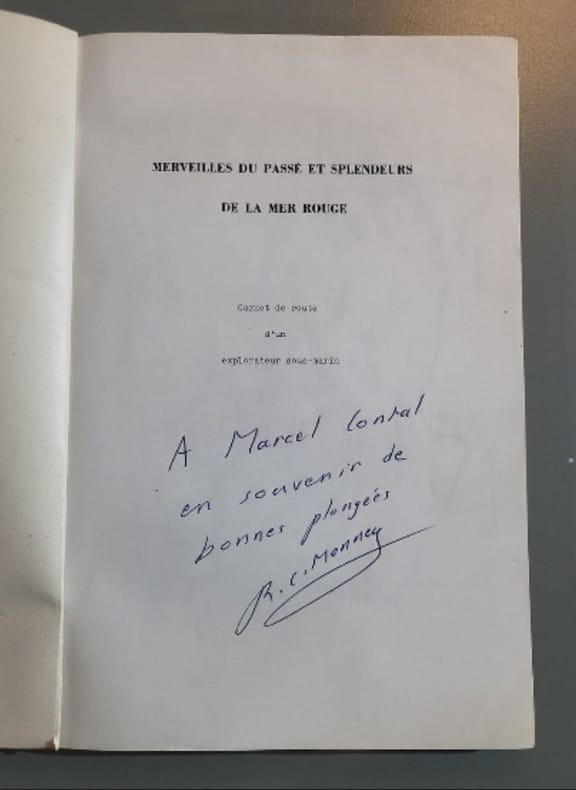 MERVEILLES DU PASSÉ ET SPLENDEURS
DE LA MER ROUGE
Carnet de route
d'un
explorateur sous-marin
A Marcel Contal
en souvenir de
bonnes plongées
R. C. Monney